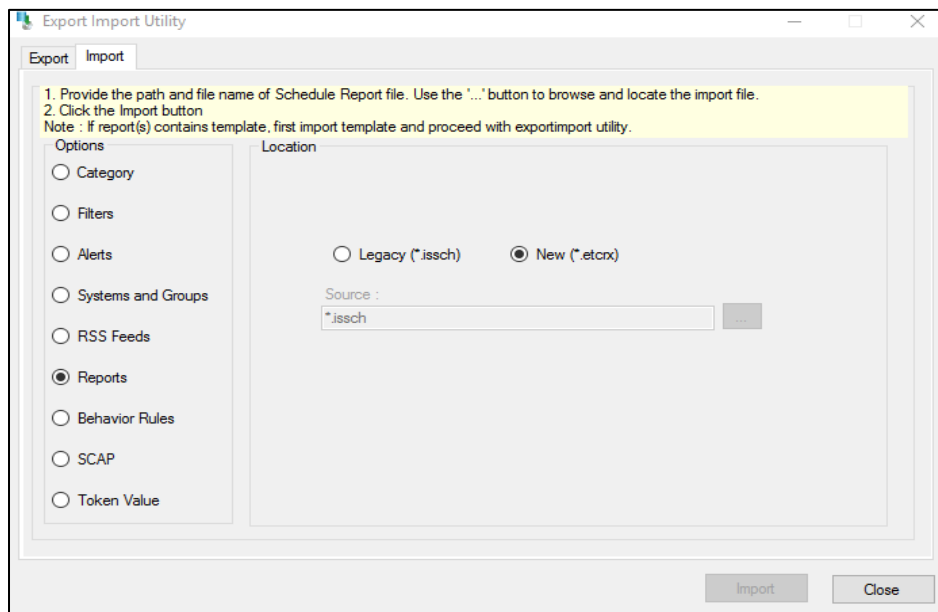 Export Import Utility
Export Import
1. Provide the path and file name of Schedule Report file. Use the '...' button to browse and locate the import file.
2. Click the Import button
Note : If report(s) contains template, first import template and proceed with exportimport utility.
Options
Location
Category
Filters
Alerts
Legacy (*.issch) New (*.etcrx)
Systems and Groups
Source :
*.issch ...
RSS Feeds
Reports
Behavior Rules
SCAP
Token Value
Import Close